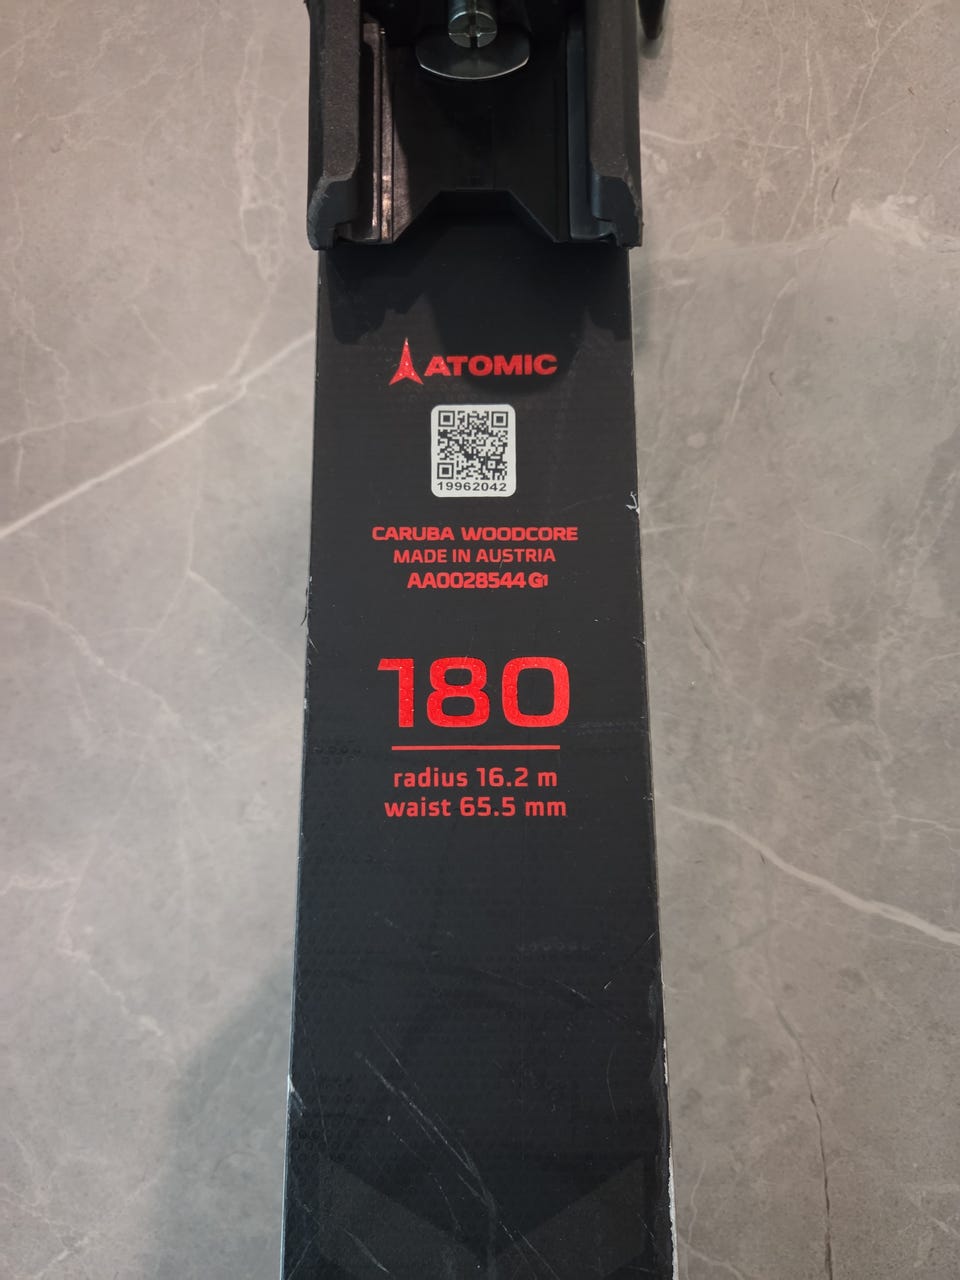 ATOMIC
19962042
CARUBA WOODCORE
MADE IN AUSTRIA
AA0028544 G1
180
radius 16.2 m
waist 65.5 mm